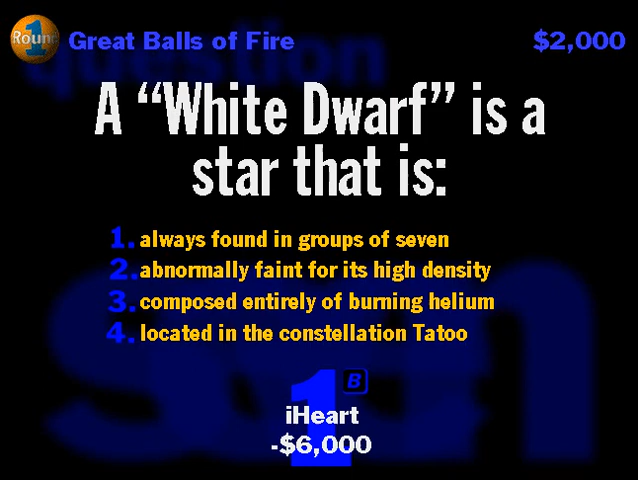 Round 1
Great Balls of Fire
$2,000
question
A “White Dwarf” is a
star that is:
1. always found in groups of seven
2. abnormally faint for its high density
3. composed entirely of burning helium
4. located in the constellation Tatoo
1
B
iHeart
-$6,000